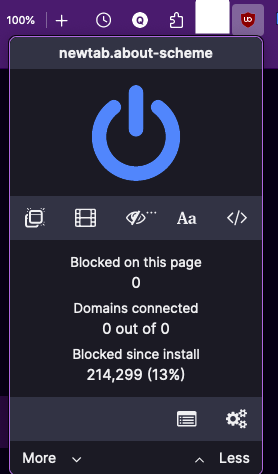 100%
Q
UD
newtab.about-scheme
Aa
</>
Blocked on this page
0
Domains connected
0 out of 0
Blocked since install
214,299 (13%)
More
Less